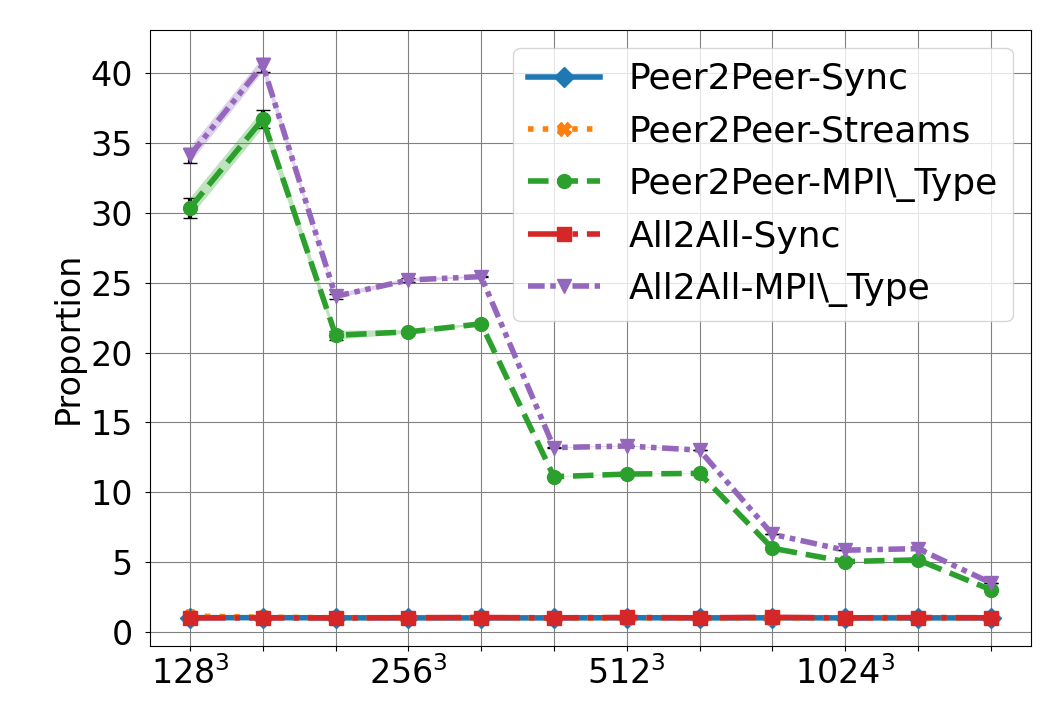 Proportion
40
35
30
25
20
15
10
5
0
128³
256³
512³
1024³
Peer2Peer-Sync
Peer2Peer-Streams
Peer2Peer-MPI\_Type
All2All-Sync
All2All-MPI\_Type